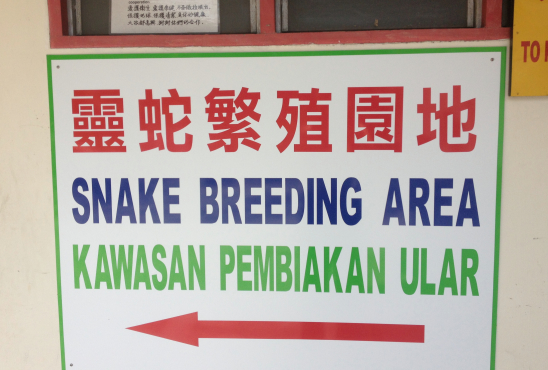 靈蛇繁殖園地
SNAKE BREEDING AREA
KAWASAN PEMBIAKAN ULAR
TO